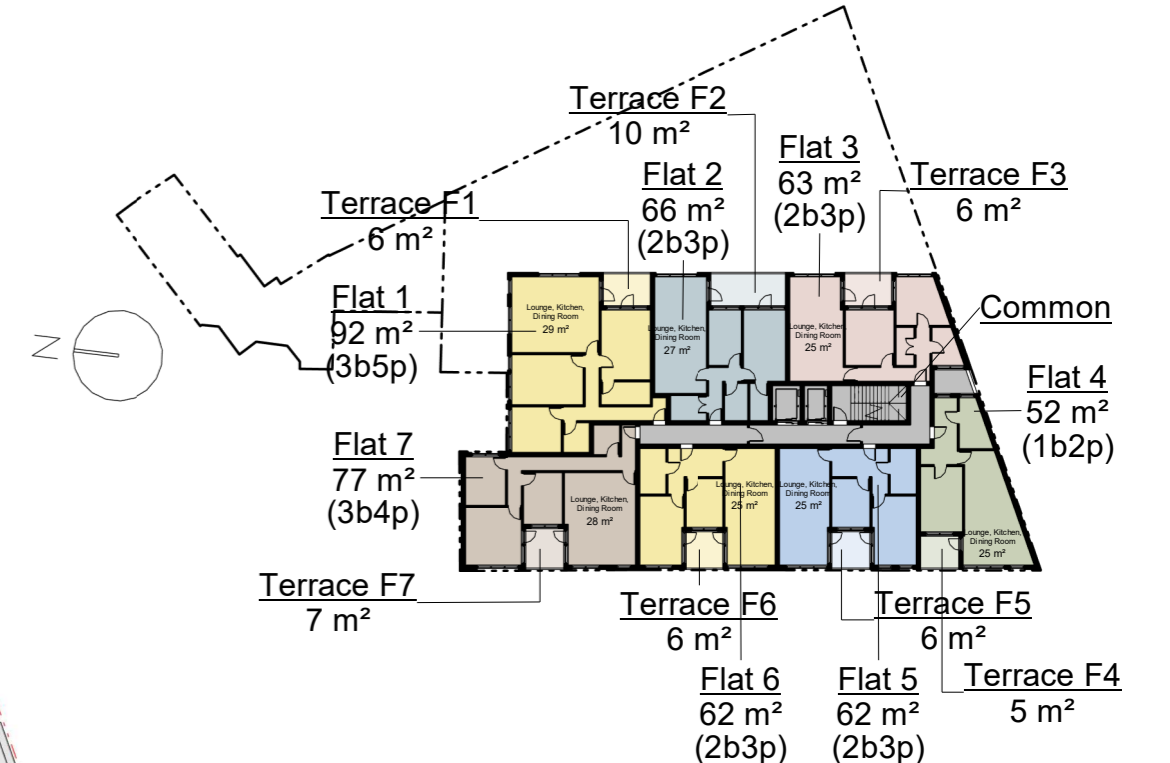 Terrace F2
10 m²
Flat 3
63 m²
(2b3p)
Flat 2
66 m²
(2b3p)
Terrace F3
6 m²
Terrace F1
6 m²
Flat 1
92 m²
(3b5p)
Lounge, Kitchen,
Dining Room
29 m²
Lounge, Kitchen,
Dining Room
27 m²
Lounge, Kitchen,
Dining Room
25 m²
Common
N
Flat 4
52 m²
(1b2p)
Flat 7
77 m²
(3b4p)
Lounge, Kitchen,
Dining Room
28 m²
Lounge, Kitchen,
Dining Room
25 m²
Lounge, Kitchen,
Dining Room
25 m²
Lounge, Kitchen,
Dining Room
25 m²
Terrace F7
7 m²
Terrace F6
6 m²
Terrace F5
6 m²
Flat 6
62 m²
(2b3p)
Flat 5
62 m²
(2b3p)
Terrace F4
5 m²